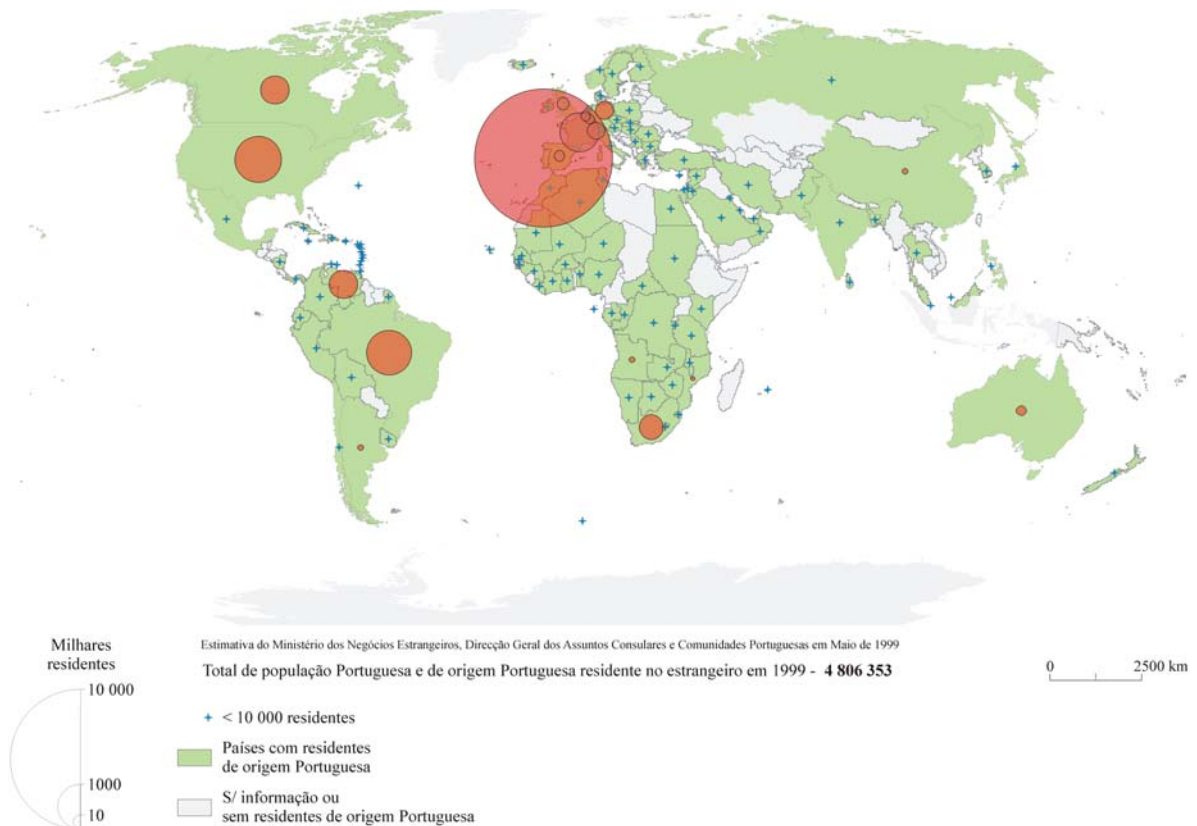 Milhares
residentes
10 000
1000
10
Estimativa do Ministério dos Negócios Estrangeiros, Direcção Geral dos Assuntos Consulares e Comunidades Portuguesas em Maio de 1999
Total de população Portuguesa e de origem Portuguesa residente no estrangeiro em 1999 - 4 806 353
0 2500 km
< 10 000 residentes
Países com residentes
de origem Portuguesa
S/ informação ou
sem residentes de origem Portuguesa